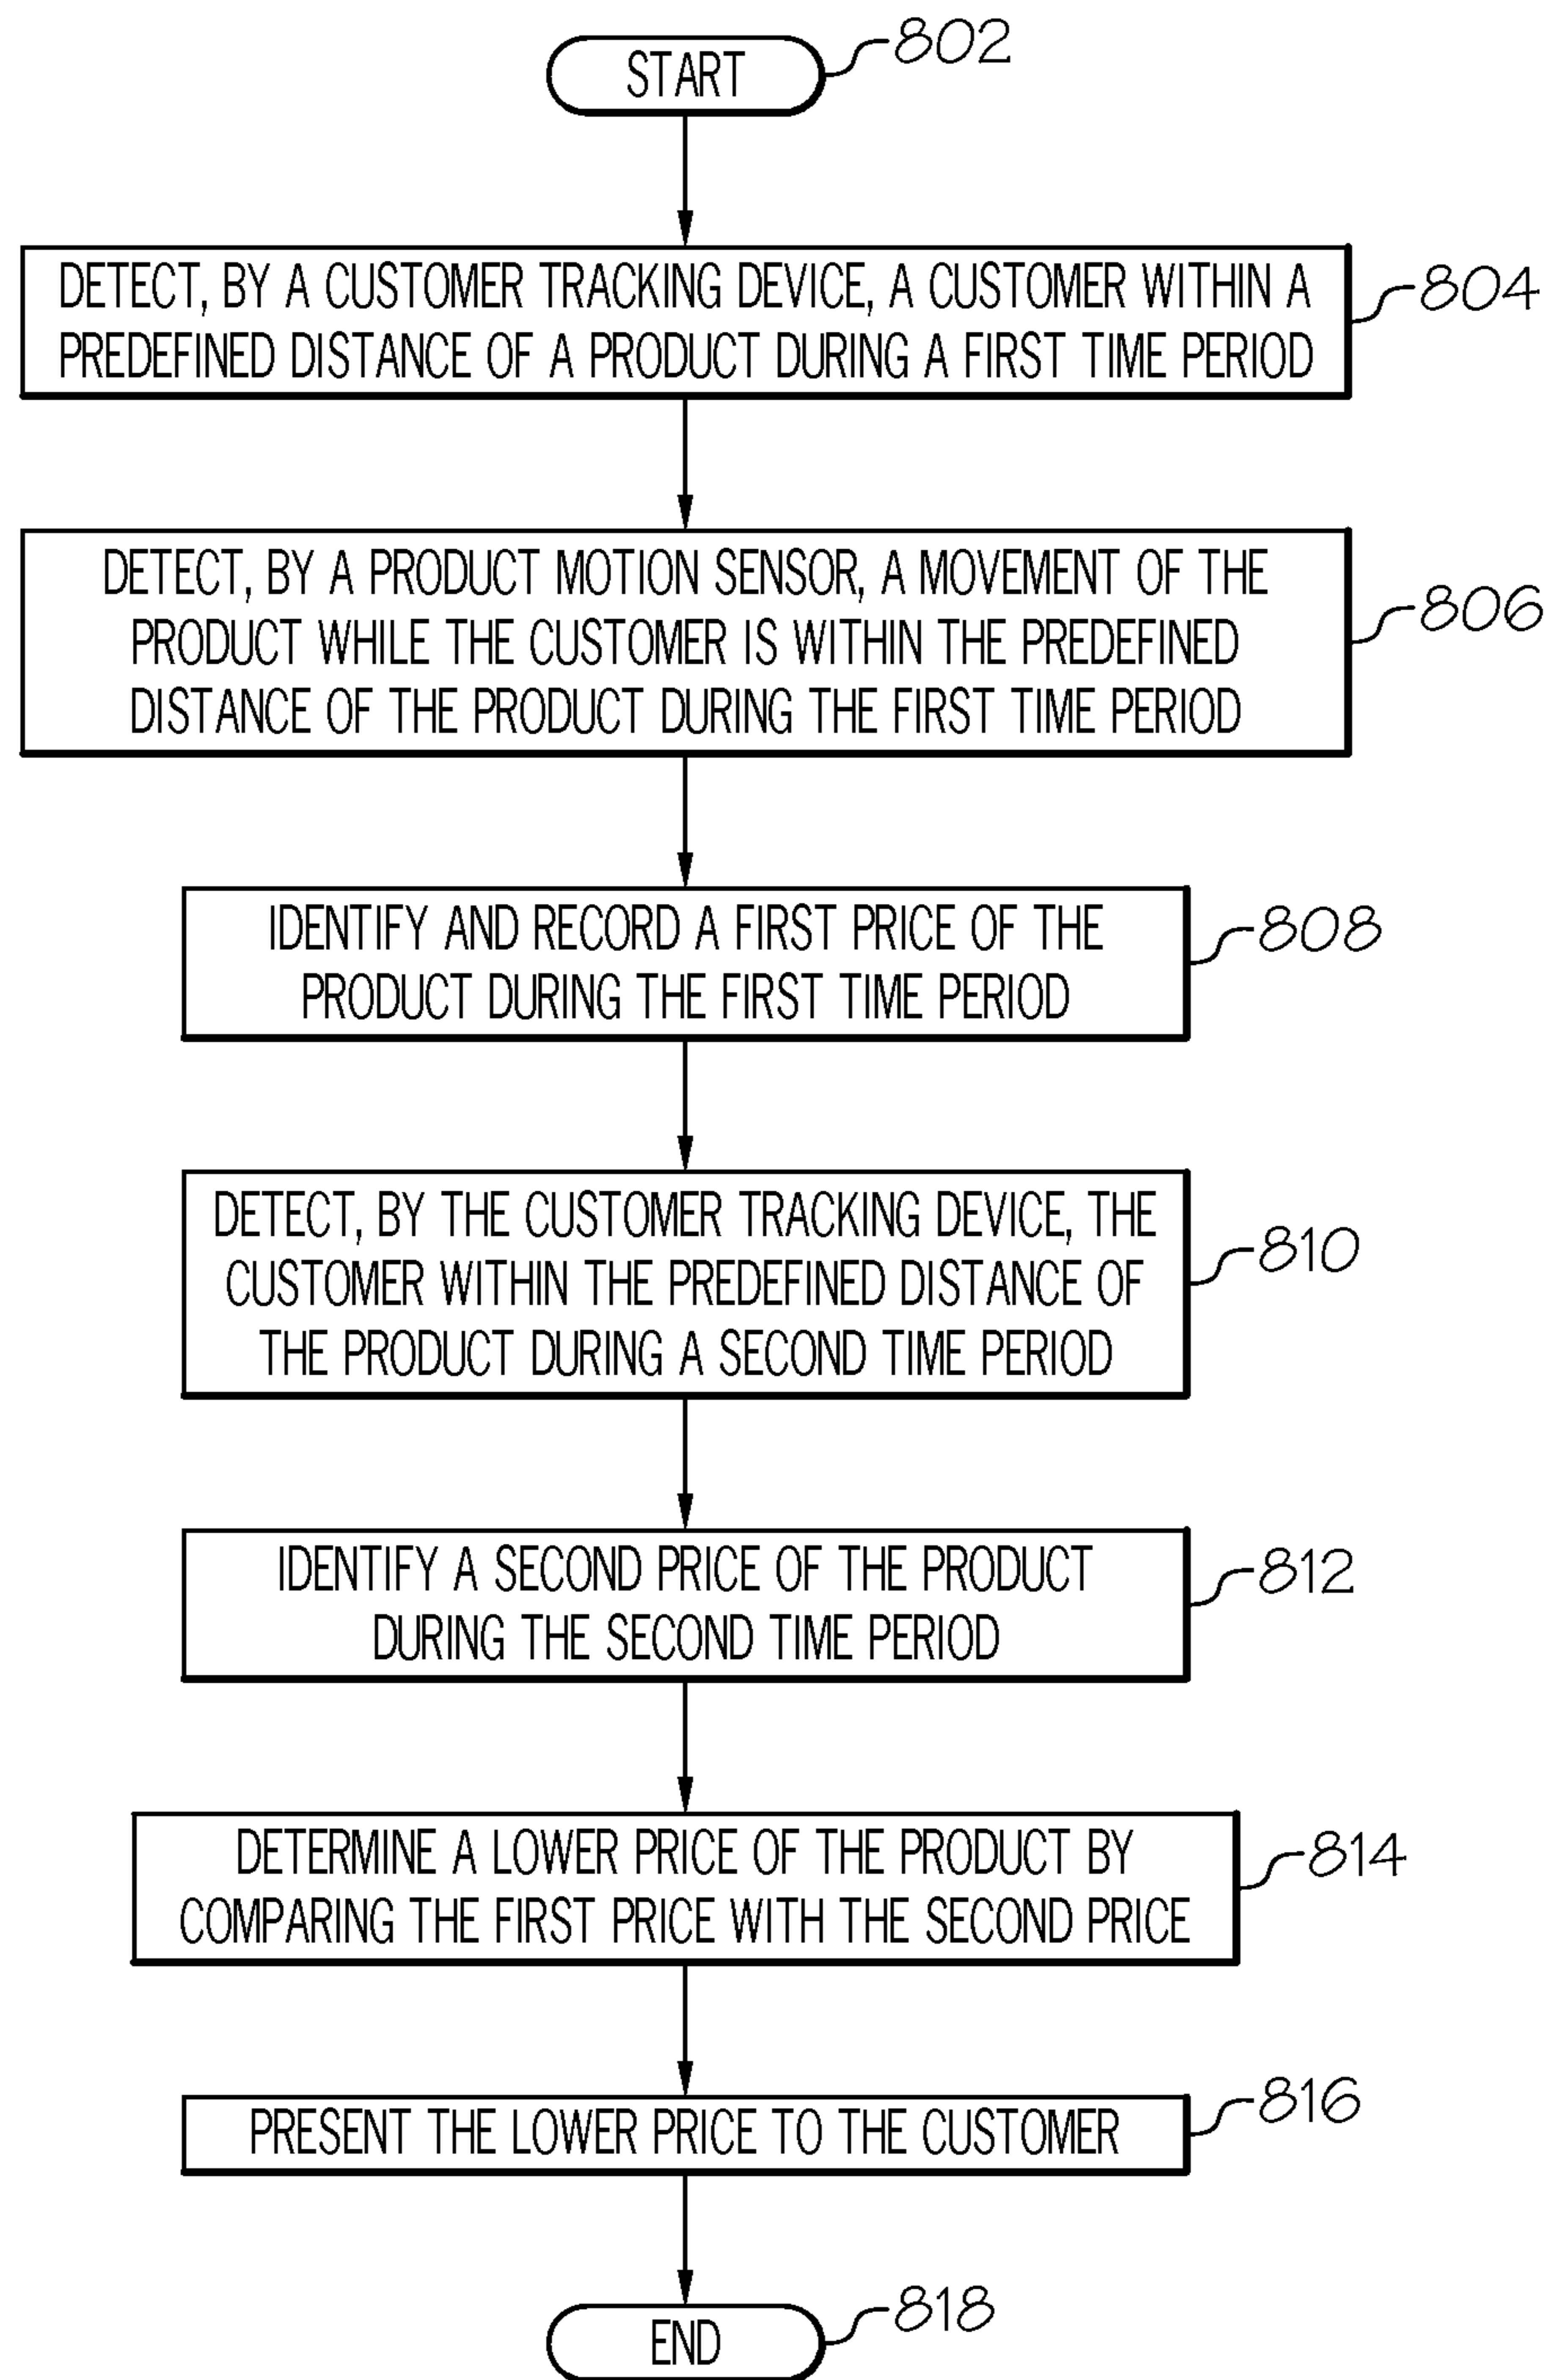 START
802
DETECT, BY A CUSTOMER TRACKING DEVICE, A CUSTOMER WITHIN A
PREDEFINED DISTANCE OF A PRODUCT DURING A FIRST TIME PERIOD
804
DETECT, BY A PRODUCT MOTION SENSOR, A MOVEMENT OF THE
PRODUCT WHILE THE CUSTOMER IS WITHIN THE PREDEFINED
DISTANCE OF THE PRODUCT DURING THE FIRST TIME PERIOD
806
IDENTIFY AND RECORD A FIRST PRICE OF THE
PRODUCT DURING THE FIRST TIME PERIOD
808
DETECT, BY THE CUSTOMER TRACKING DEVICE, THE
CUSTOMER WITHIN THE PREDEFINED DISTANCE OF
THE PRODUCT DURING A SECOND TIME PERIOD
810
IDENTIFY A SECOND PRICE OF THE PRODUCT
DURING THE SECOND TIME PERIOD
812
DETERMINE A LOWER PRICE OF THE PRODUCT BY
COMPARING THE FIRST PRICE WITH THE SECOND PRICE
814
PRESENT THE LOWER PRICE TO THE CUSTOMER
816
END
818